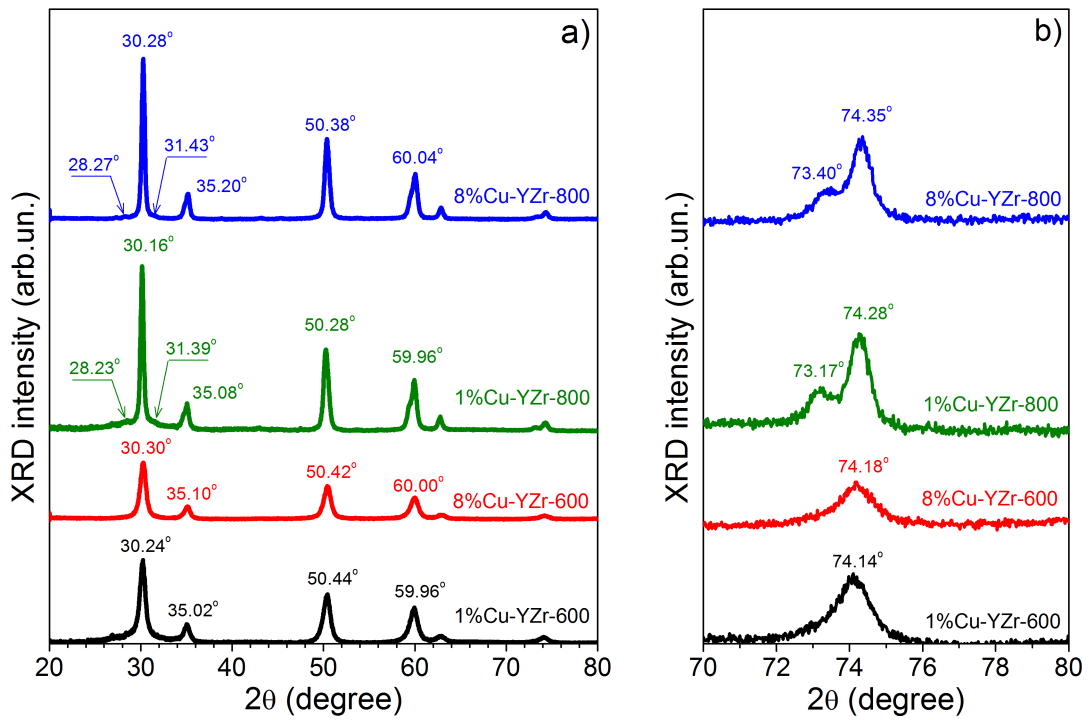 a)
30.28°
50.38°
28.27°
31.43°
35.20°
60.04°
8%Cu-YZr-800
30.16°
50.28°
28.23°
31.39°
35.08°
59.96°
1%Cu-YZr-800
30.30°
35.10°
50.42°
60.00°
8%Cu-YZr-600
30.24°
35.02°
50.44°
59.96°
1%Cu-YZr-600
XRD intensity (arb.un.)
20 30 40 50 60 70 80
2θ (degree)
b)
74.35°
73.40°
8%Cu-YZr-800
74.28°
73.17°
1%Cu-YZr-800
74.18°
8%Cu-YZr-600
74.14°
1%Cu-YZr-600
XRD intensity (arb.un.)
70 72 74 76 78 80
2θ (degree)